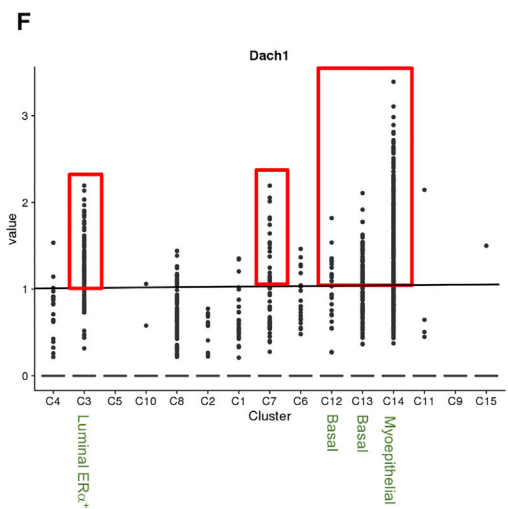 F
Dach1
value
3
2
1
0
C4 C3 C5 C10 C8 C2 C1 C7 C6 C12 C13 C14 C11 C9 C15
Cluster
Luminal ERα⁺
Basal
Basal
Myoepithelial